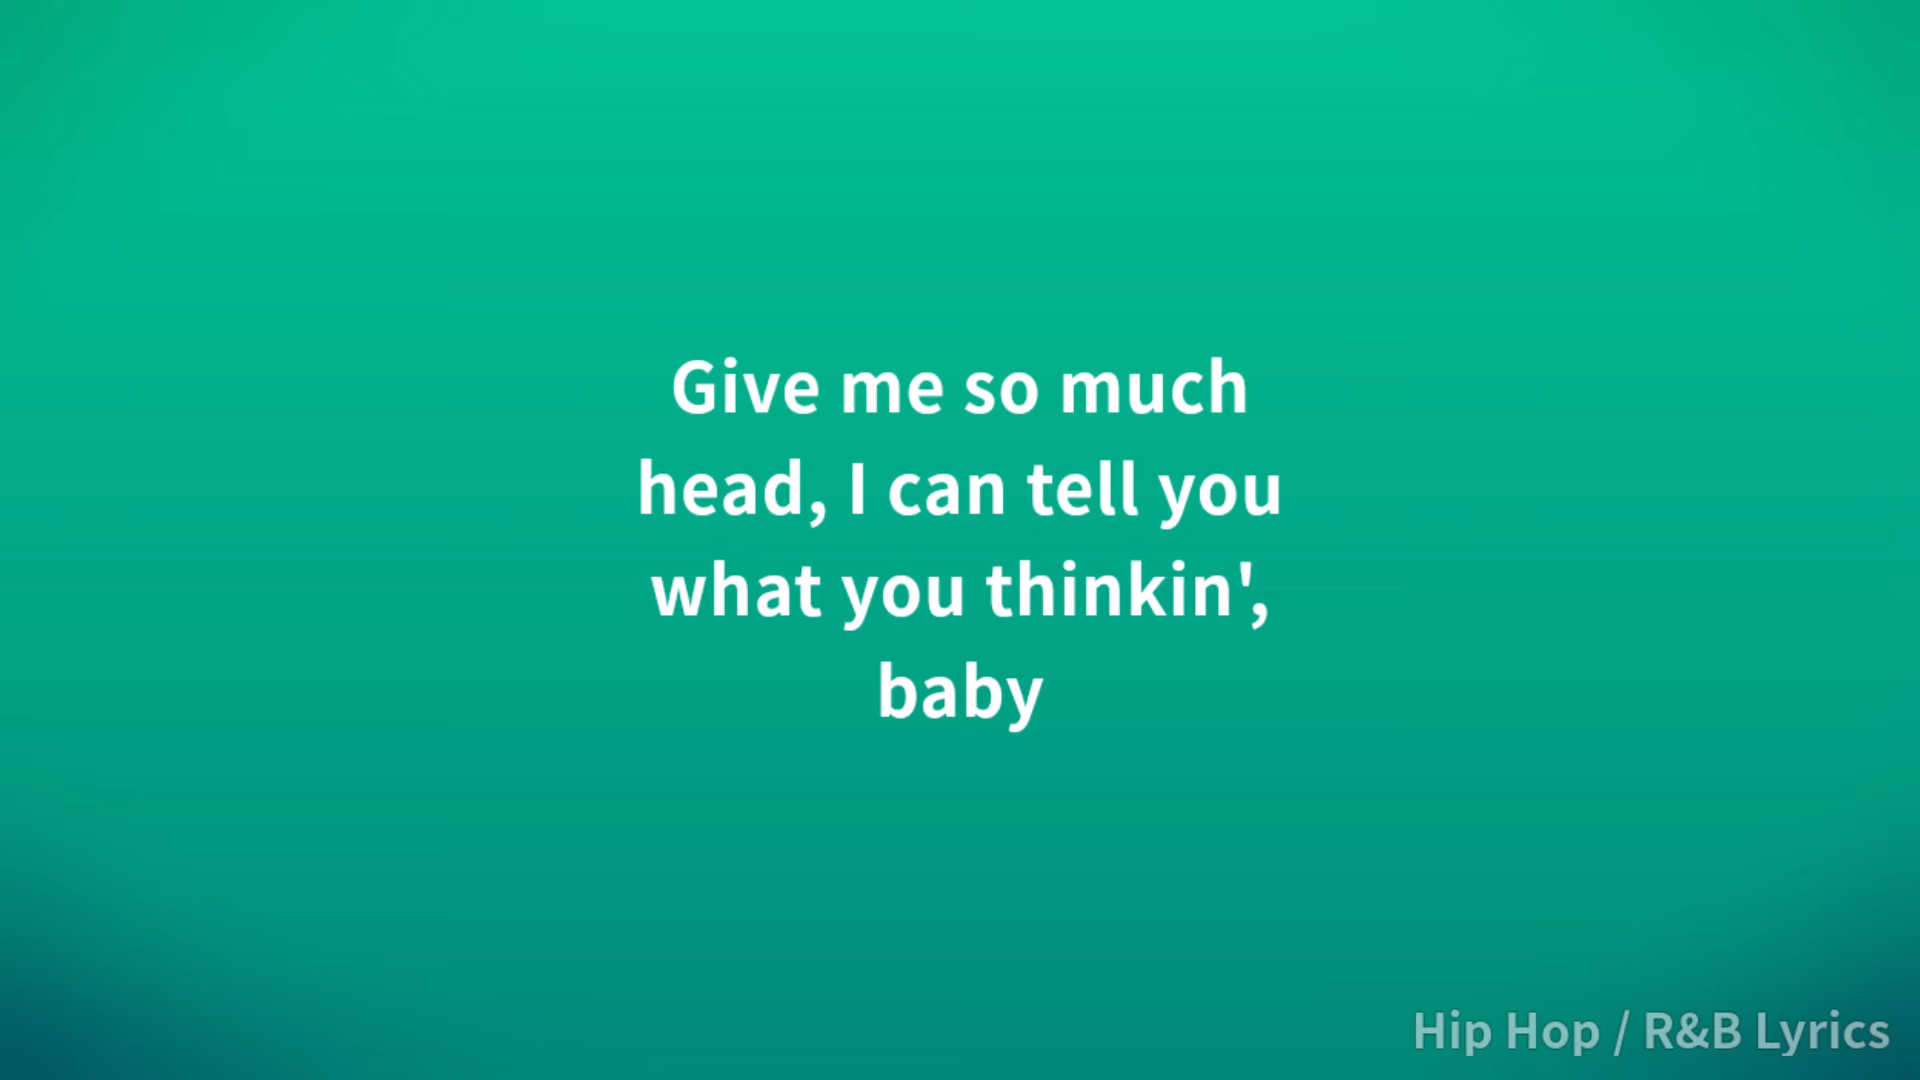 Give me so much
head, I can tell you
what you thinkin',
baby
Hip Hop / R&B Lyrics